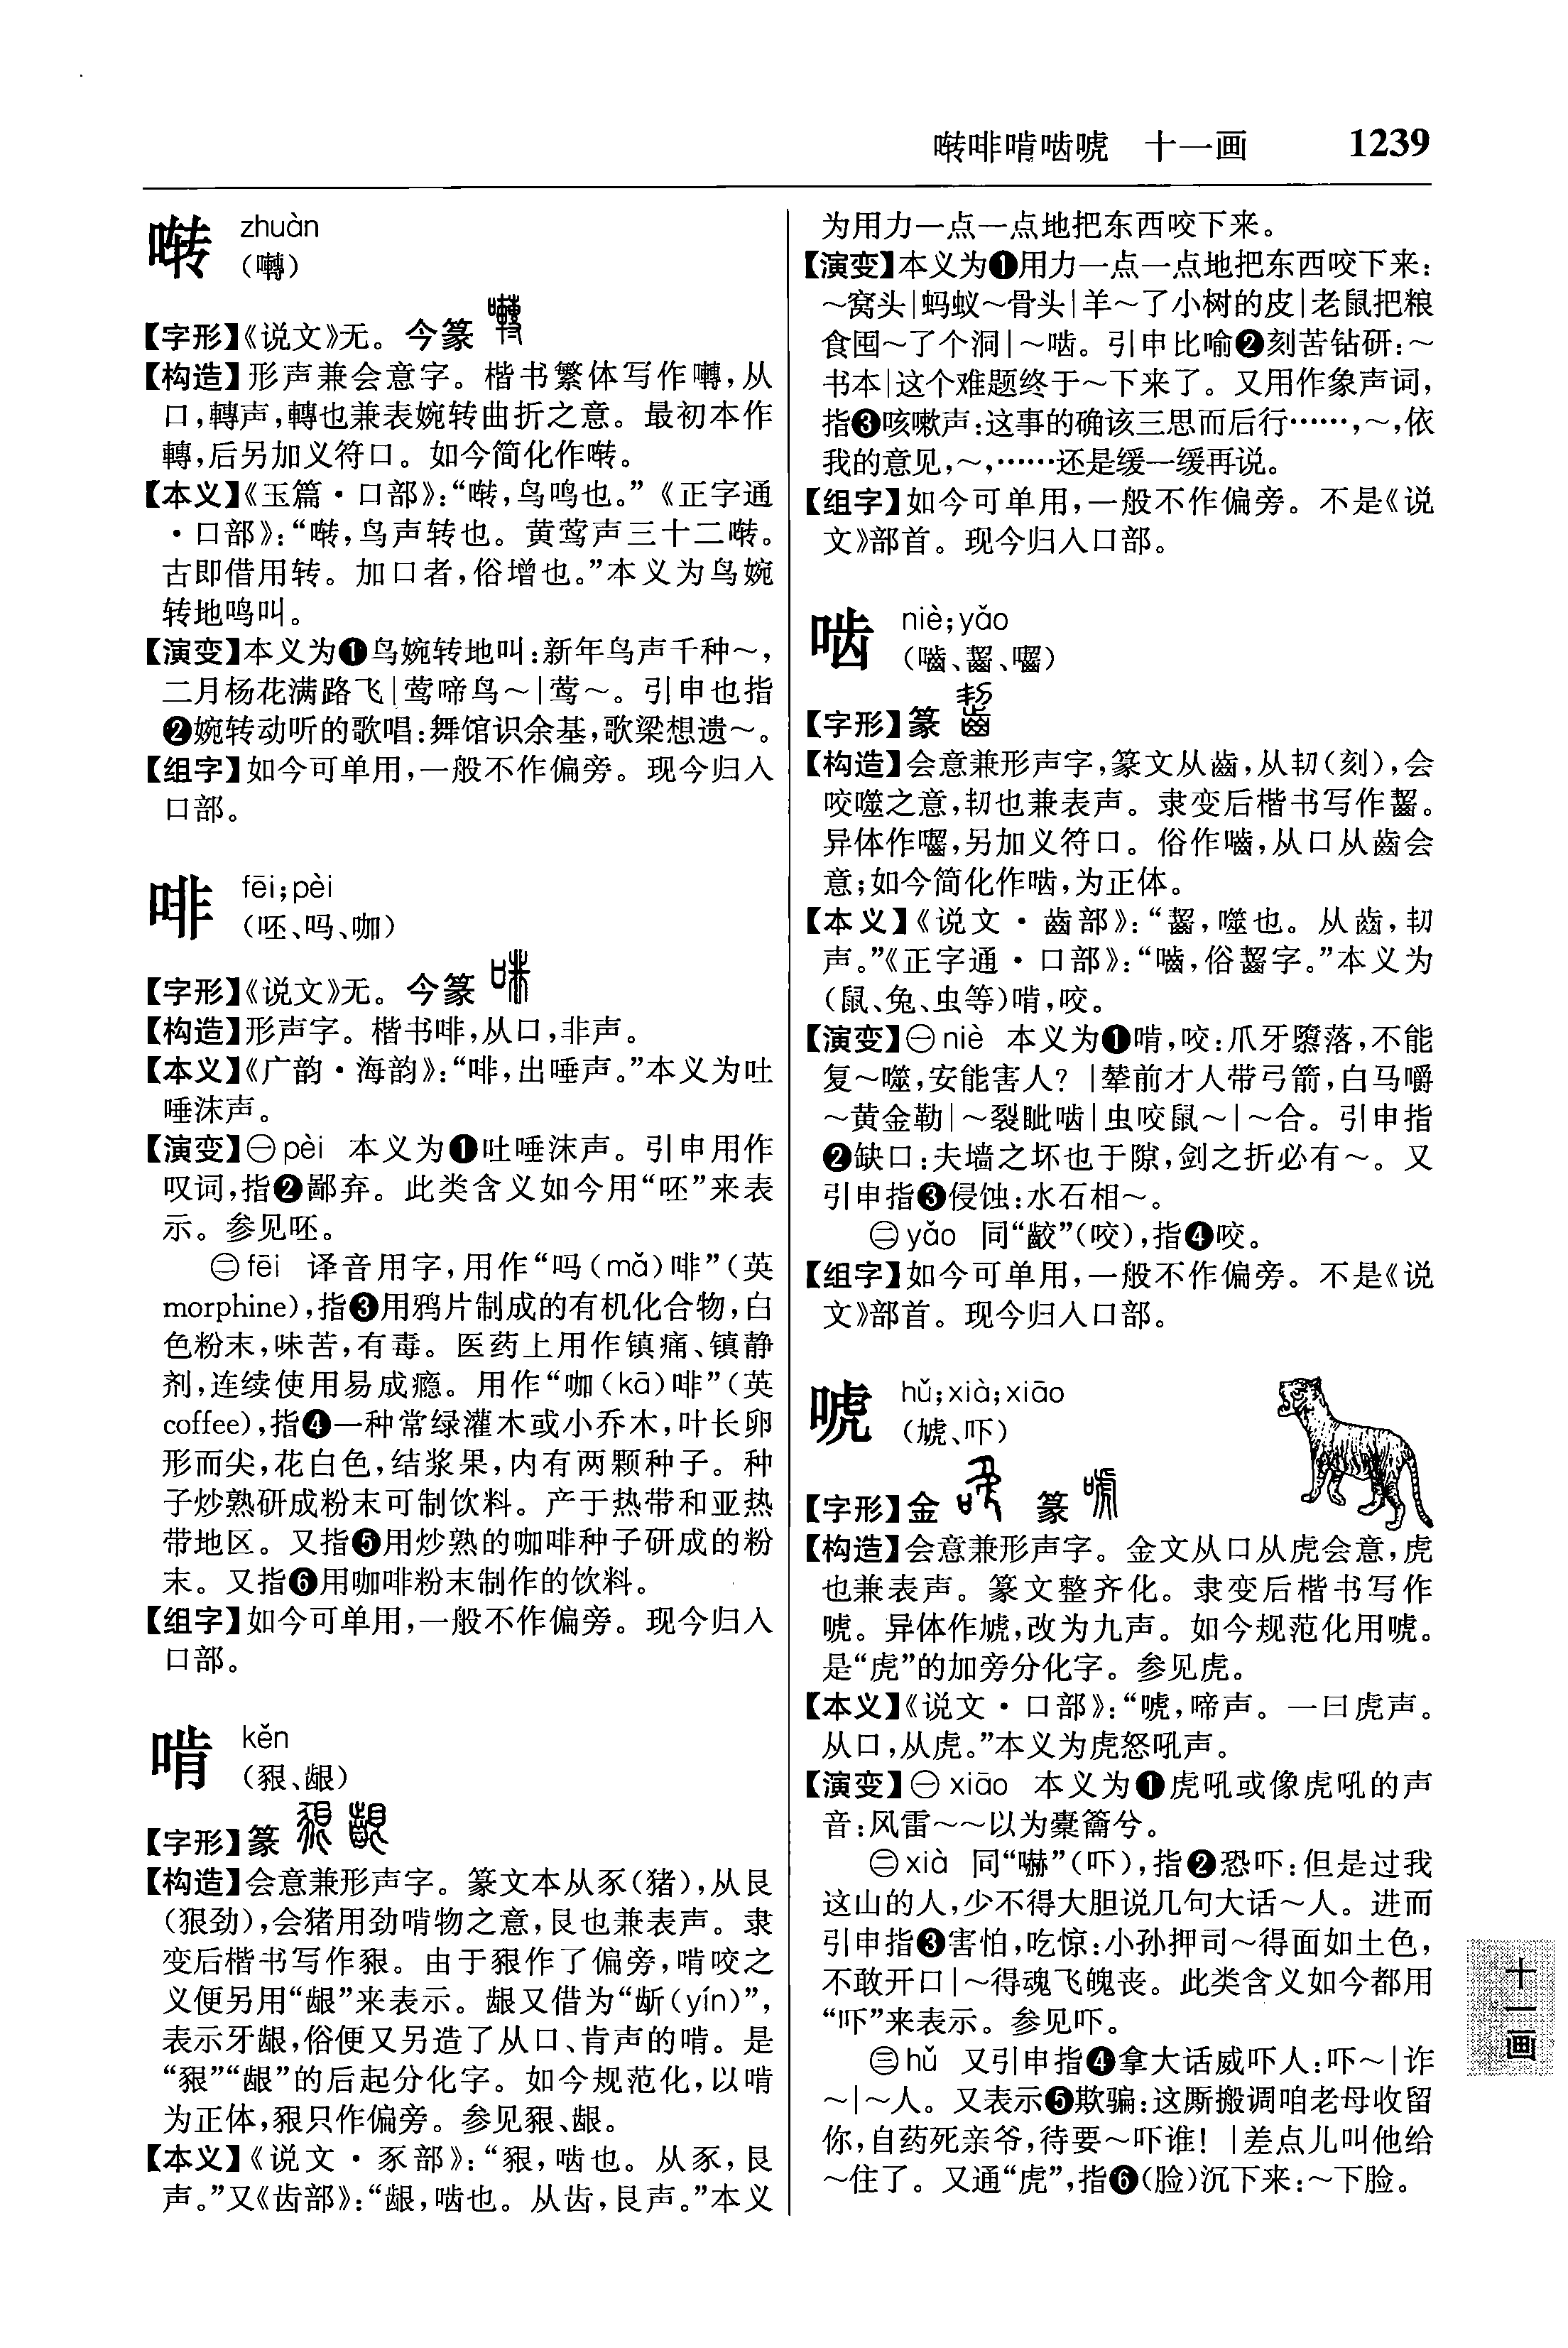 啭啡啃啮唬 十一画 1239
啭 zhuàn
(囀)
【字形】《说文》无。今篆
【构造】形声兼会意字。楷书繁体写作囀,从
口,轉声,轉也兼表婉转曲折之意。最初本作
轉,后另加义符口。如今简化作啭。
【本义】《玉篇·口部》:“啭,鸟鸣也。”《正字通
·口部》:“啭,鸟声转也。黄莺声三十二啭。
古即借用转。加口者,俗增也。”本义为鸟婉
转地鸣叫。
【演变】本义为❶鸟婉转地叫:新年鸟声千种~,
二月杨花满路飞|莺啼鸟~|莺~。引申也指
❷婉转动听的歌唱:舞馆识余基,歌梁想遗~。
【组字】如今可单用,一般不作偏旁。现今归入
口部。
啡 fēi;pèi
(呸、吗、咖)
【字形】《说文》无。今篆
【构造】形声字。楷书啡,从口,非声。
【本义】《广韵·海韵》:“啡,出唾声。”本义为吐
唾沫声。
【演变】㊀pèi 本义为❶吐唾沫声。引申用作
叹词,指❷鄙弃。此类含义如今用“呸”来表
示。参见呸。
㊁fēi 译音用字,用作“吗(mǎ)啡”(英
morphine),指❸用鸦片制成的有机化合物,白
色粉末,味苦,有毒。医药上用作镇痛、镇静
剂,连续使用易成瘾。用作“咖(kā)啡”(英
coffee),指❹一种常绿灌木或小乔木,叶长卵
形而尖,花白色,结浆果,内有两颗种子。种
子炒熟研成粉末可制饮料。产于热带和亚热
带地区。又指❺用炒熟的咖啡种子研成的粉
末。又指❻用咖啡粉末制作的饮料。
【组字】如今可单用,一般不作偏旁。现今归入
口部。
啃 kěn
(豤、龈)
【字形】篆
【构造】会意兼形声字。篆文本从豕(猪),从艮
(狠劲),会猪用劲啃物之意,艮也兼表声。隶
变后楷书写作豤。由于豤作了偏旁,啃咬之
义便另用“龈”来表示。龈又借为“龂(yín)”,
表示牙龈,俗便又另造了从口、肯声的啃。是
“豤”“龈”的后起分化字。如今规范化,以啃
为正体,豤只作偏旁。参见豤、龈。
【本义】《说文·豕部》:“豤,啮也。从豕,艮
声。”又《齿部》:“龈,啮也。从齿,艮声。”本义
为用力一点一点地把东西咬下来。
【演变】本义为❶用力一点一点地把东西咬下来:
~窝头|蚂蚁~骨头|羊~了小树的皮|老鼠把粮
食囤~了个洞|~啮。引申比喻❷刻苦钻研:~
书本|这个难题终于~下来了。又用作象声词,
指❸咳嗽声:这事的确该三思而后行……,~,依
我的意见,~,……还是缓一缓再说。
【组字】如今可单用,一般不作偏旁。不是《说
文》部首。现今归入口部。
啮 niè;yǎo
(嚙、齧、囓)
【字形】篆
【构造】会意兼形声字,篆文从齒,从㓞(刻),会
咬噬之意,㓞也兼表声。隶变后楷书写作齧。
异体作囓,另加义符口。俗作嚙,从口从齒会
意;如今简化作啮,为正体。
【本义】《说文·齒部》:“齧,噬也。从齒,㓞
声。”《正字通·口部》:“嚙,俗齧字。”本义为
(鼠、兔、虫等)啃,咬。
【演变】㊀niè 本义为❶啃,咬:爪牙隳落,不能
复~噬,安能害人?|辇前才人带弓箭,白马嚼
~黄金勒|~裂眦啮|虫咬鼠~|~合。引申指
❷缺口:夫墙之坏也于隙,剑之折必有~。又
引申指❸侵蚀:水石相~。
㊁yǎo 同“齩”(咬),指❹咬。
【组字】如今可单用,一般不作偏旁。不是《说
文》部首。现今归入口部。
唬 hǔ;xià;xiāo
(虓、吓)
【字形】金 篆
【构造】会意兼形声字。金文从口从虎会意,虎
也兼表声。篆文整齐化。隶变后楷书写作
唬。异体作虓,改为九声。如今规范化用唬。
是“虎”的加旁分化字。参见虎。
【本义】《说文·口部》:“唬,啼声。一曰虎声。
从口,从虎。”本义为虎怒吼声。
【演变】㊀xiāo 本义为❶虎吼或像虎吼的声
音:风雷~~以为橐籥兮。
㊁xià 同“嚇”(吓),指❷恐吓:但是过我
这山的人,少不得大胆说几句大话~人。进而
引申指❸害怕,吃惊:小孙押司~得面如土色,
不敢开口|~得魂飞魄丧。此类含义如今都用
“吓”来表示。参见吓。
㊂hǔ 又引申指❹拿大话威吓人:吓~|诈
~|~人。又表示❺欺骗:这厮搬调咱老母收留
你,自药死亲爷,待要~吓谁!|差点儿叫他给
~住了。又通“虎”,指❻(脸)沉下来:~下脸。
十一画